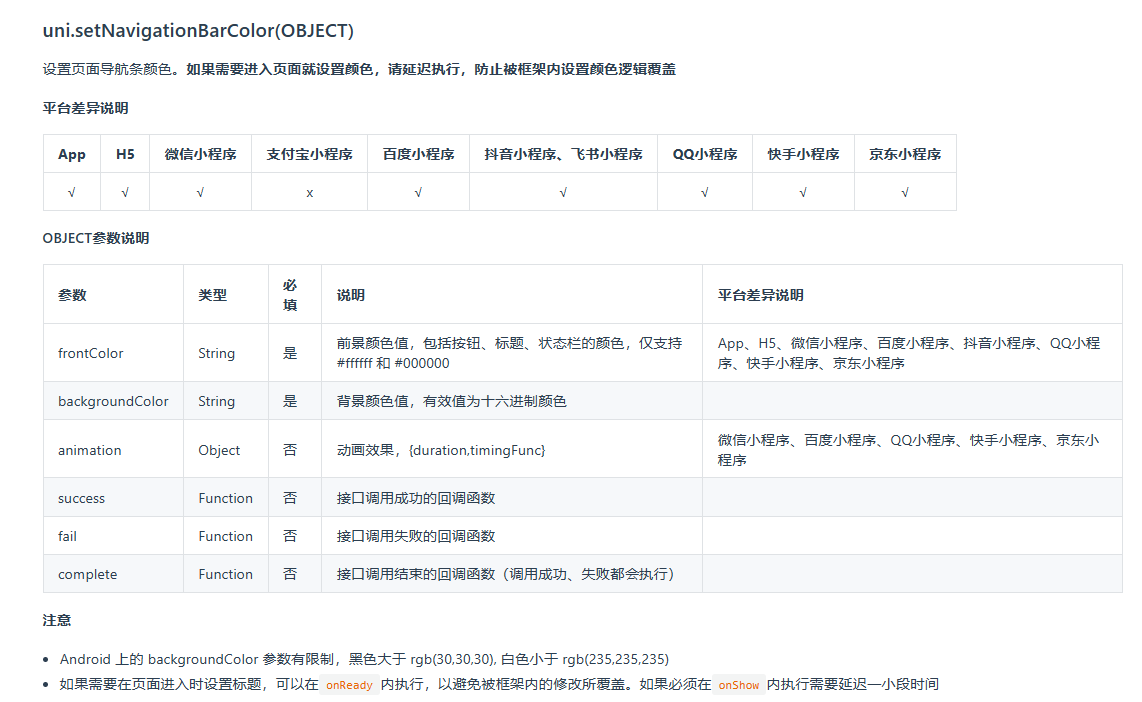 uni.setNavigationBarColor(OBJECT)
设置页面导航条颜色。如果需要进入页面就设置颜色，请延迟执行，防止被框架内设置颜色逻辑覆盖
平台差异说明
App H5 微信小程序 支付宝小程序 百度小程序 抖音小程序、飞书小程序 QQ小程序 快手小程序 京东小程序
√ √ √ x √ √ √ √ √
OBJECT参数说明
参数 类型 必填 说明 平台差异说明
frontColor String 是 前景颜色值，包括按钮、标题、状态栏的颜色，仅支持
#ffffff 和 #000000
App、H5、微信小程序、百度小程序、抖音小程序、QQ小程
序、快手小程序、京东小程序
backgroundColor String 是 背景颜色值，有效值为十六进制颜色
animation Object 否 动画效果，{duration,timingFunc}
微信小程序、百度小程序、QQ小程序、快手小程序、京东小
程序
success Function 否 接口调用成功的回调函数
fail Function 否 接口调用失败的回调函数
complete Function 否 接口调用结束的回调函数（调用成功、失败都会执行）
注意
• Android 上的 backgroundColor 参数有限制，黑色大于 rgb(30,30,30), 白色小于 rgb(235,235,235)
• 如果需要在页面进入时设置标题，可以在 onReady 内执行，以避免被框架内的修改所覆盖。如果必须在 onShow 内执行需要延迟一小段时间